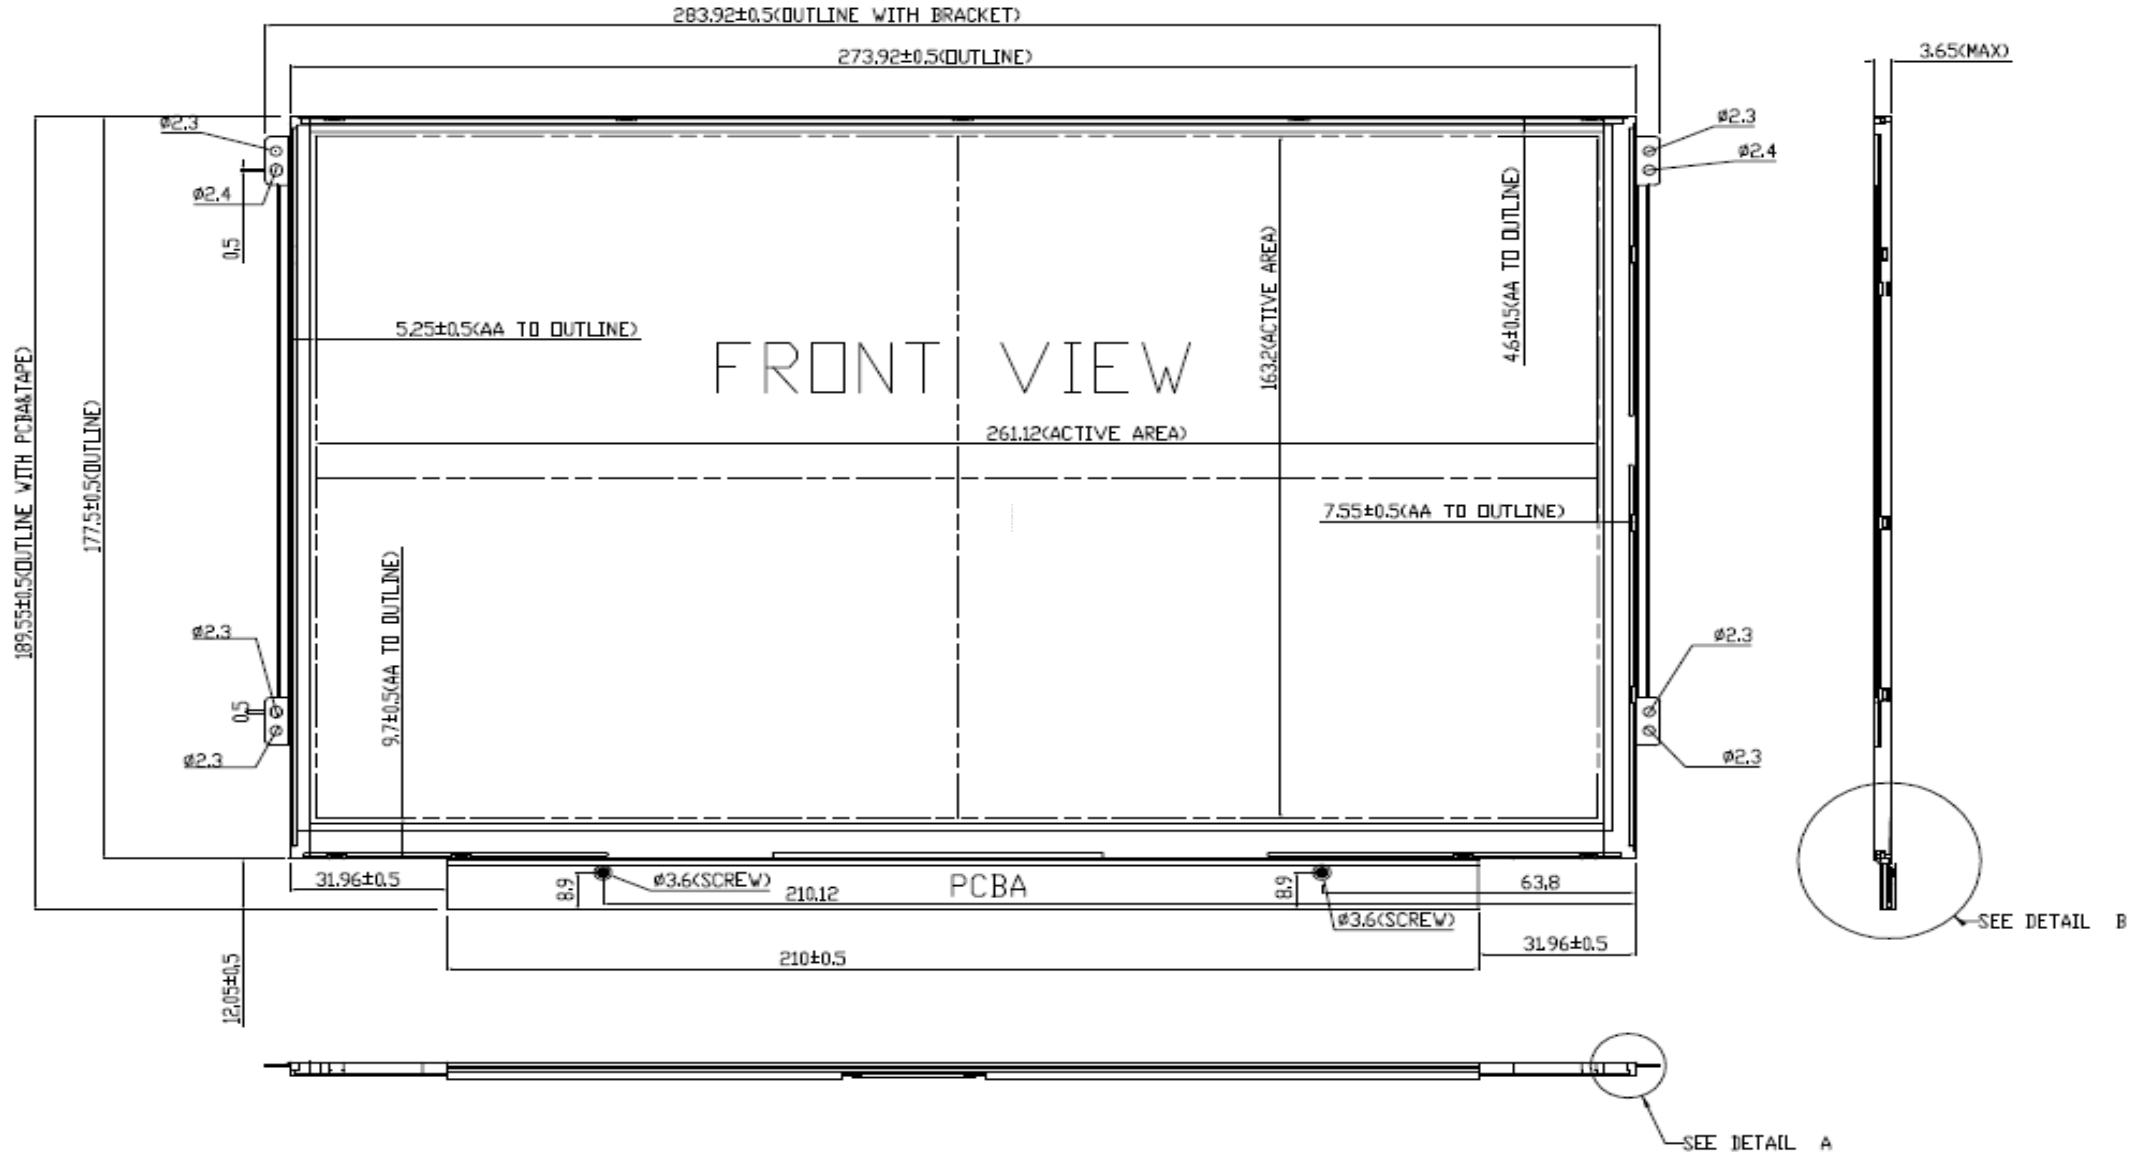 283.92±0.5(OUTLINE WITH BRACKET)
273.92±0.5(OUTLINE)
3.65(MAX)
ø2.3
ø2.4
0.5
ø2.3
ø2.4
4.6±0.5(AA TO OUTLINE)
163.2(ACTIVE AREA)
5.25±0.5(AA TO OUTLINE)
FRONT VIEW
261.12(ACTIVE AREA)
189.55±0.5(OUTLINE WITH PCBA&TAPE)
177.5±0.5(OUTLINE)
7.55±0.5(AA TO OUTLINE)
9.7±0.5(AA TO OUTLINE)
ø2.3
0.5
ø2.3
ø2.3
ø2.3
31.96±0.5
8.9
ø3.6(SCREW)
210.12
PCBA
8.9
63.8
ø3.6(SCREW)
31.96±0.5
210±0.5
12.05±0.5
SEE DETAIL B
SEE DETAIL A